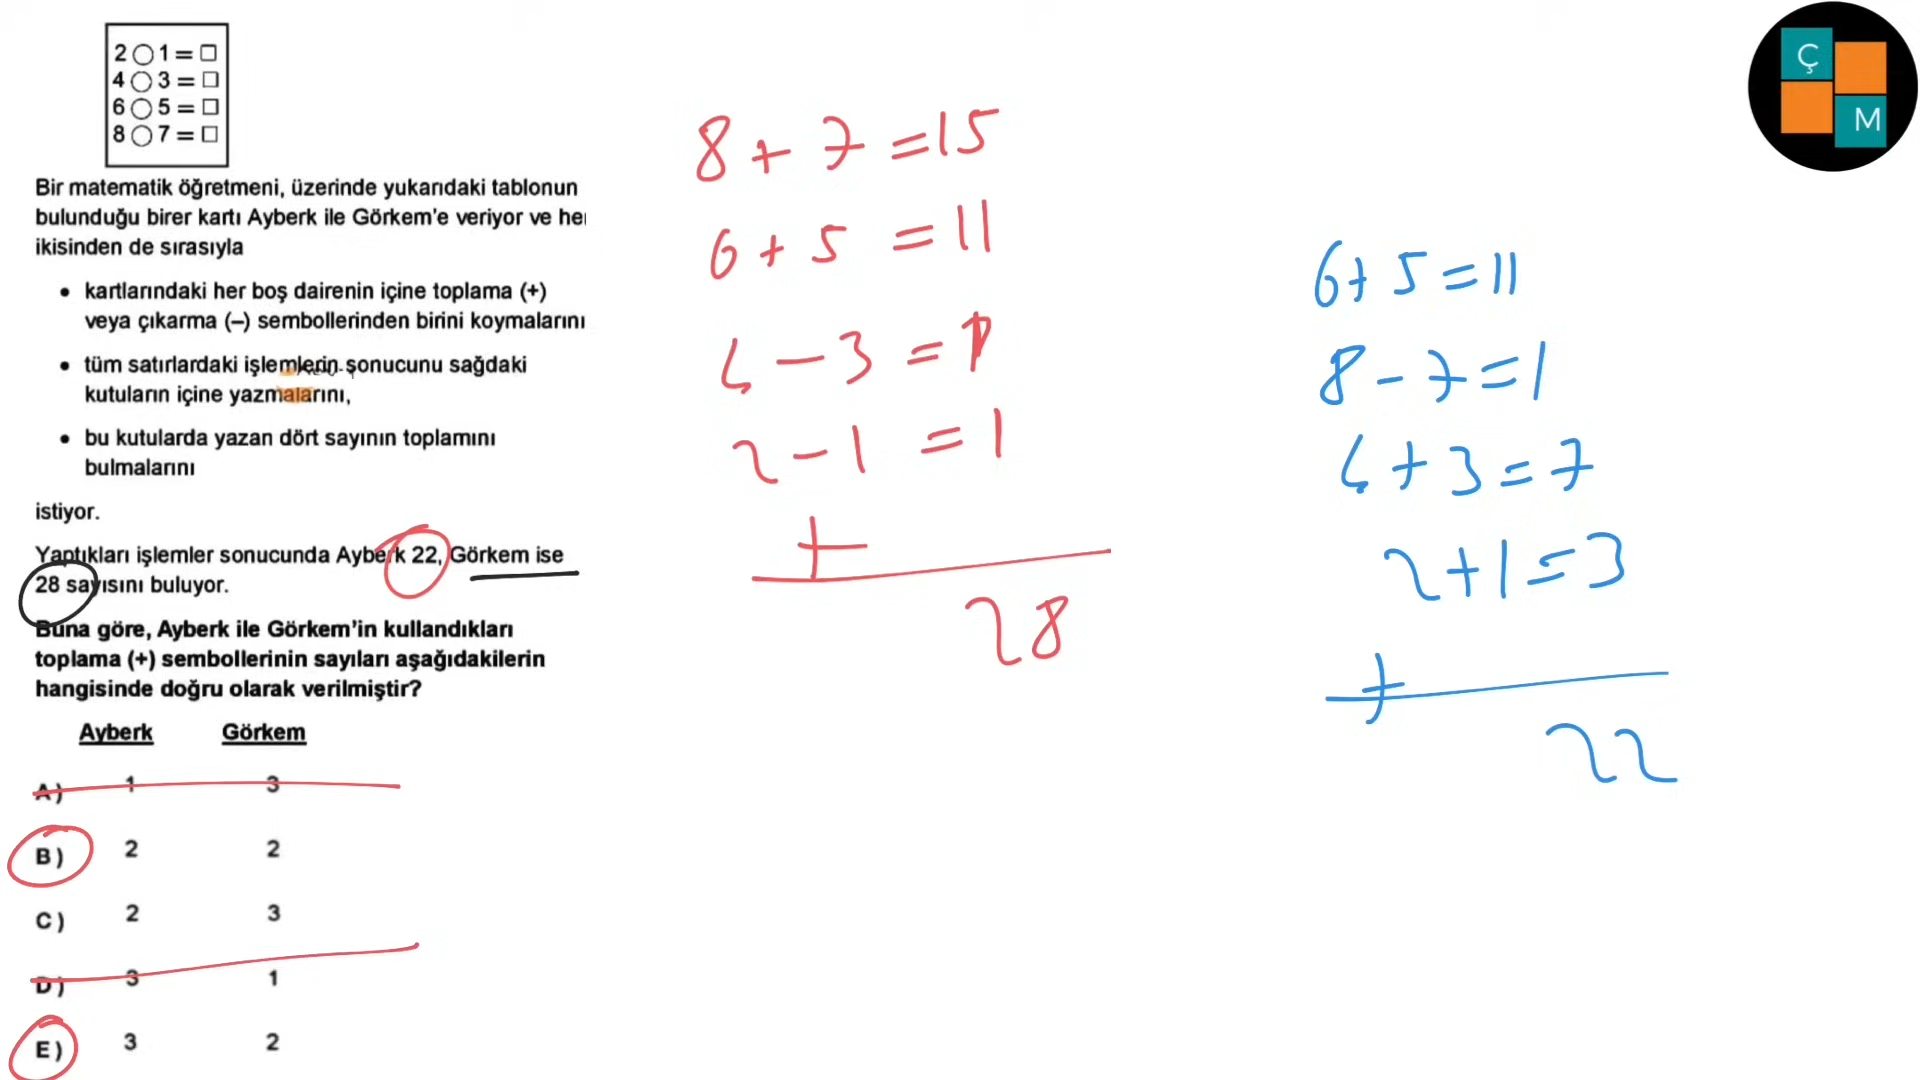 2 ○ 1 = □
4 ○ 3 = □
6 ○ 5 = □
8 ○ 7 = □
Bir matematik öğretmeni, üzerinde yukarıdaki tablonun
bulunduğu birer kartı Ayberk ile Görkem'e veriyor ve he
ikisinden de sırasıyla
• kartlarındaki her boş dairenin içine toplama (+)
veya çıkarma (–) sembollerinden birini koymalarını
• tüm satırlardaki işlemlerin sonucunu sağdaki
kutuların içine yazmalarını,
• bu kutularda yazan dört sayının toplamını
bulmalarını
istiyor.
Yaptıkları işlemler sonucunda Ayberk 22, Görkem ise
28 sayısını buluyor.
Buna göre, Ayberk ile Görkem'in kullandıkları
toplama (+) sembollerinin sayıları aşağıdakilerin
hangisinde doğru olarak verilmiştir?
Ayberk Görkem
A) 1 3
B) 2 2
C) 2 3
D) 3 1
E) 3 2
8 + 7 = 15
6 + 5 = 11
4 - 3 = 1
2 - 1 = 1
+
28
6 + 5 = 11
8 - 7 = 1
4 + 3 = 7
2 + 1 = 3
+
22
Ç
M